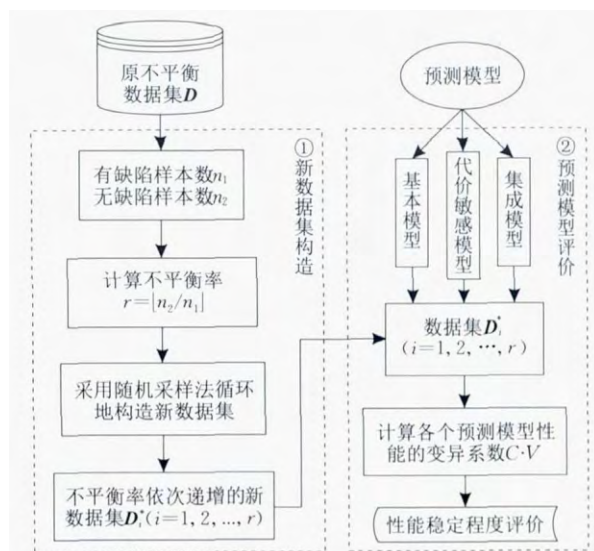 原不平衡
数据集D
有缺陷样本数n₁
无缺陷样本数n₂
计算不平衡率
r=⌊n₂/n₁⌋
采用随机采样法循环
地构造新数据集
不平衡率依次递增的新
数据集Dᵢ*(i=1, 2, ..., r)
①新数据集构造
预测模型
基本模型
代价敏感模型
集成模型
数据集Dᵢ*
(i=1, 2, …, r)
计算各个预测模型性
能的变异系数C·V
性能稳定程度评价
②预测模型评价